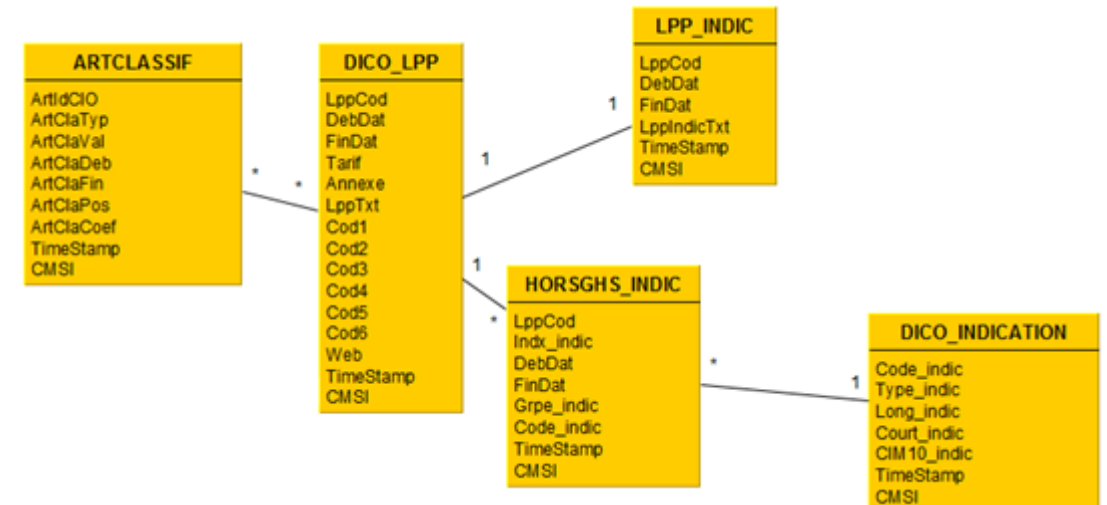 ARTCLASSIF
ArtIdCIO
ArtClaTyp
ArtClaVal
ArtClaDeb
ArtClaFin
ArtClaPos
ArtClaCoef
TimeStamp
CMSI
*
*
DICO_LPP
LppCod
DebDat
FinDat
Tarif
Annexe
LppTxt
Cod1
Cod2
Cod3
Cod4
Cod5
Cod6
Web
TimeStamp
CMSI
1
1
LPP_INDIC
LppCod
DebDat
FinDat
LppIndicTxt
TimeStamp
CMSI
1
*
HORSGHS_INDIC
LppCod
Indx_indic
DebDat
FinDat
Grpe_indic
Code_indic
TimeStamp
CMSI
*
1
DICO_INDICATION
Code_indic
Type_indic
Long_indic
Court_indic
CIM10_indic
TimeStamp
CMSI